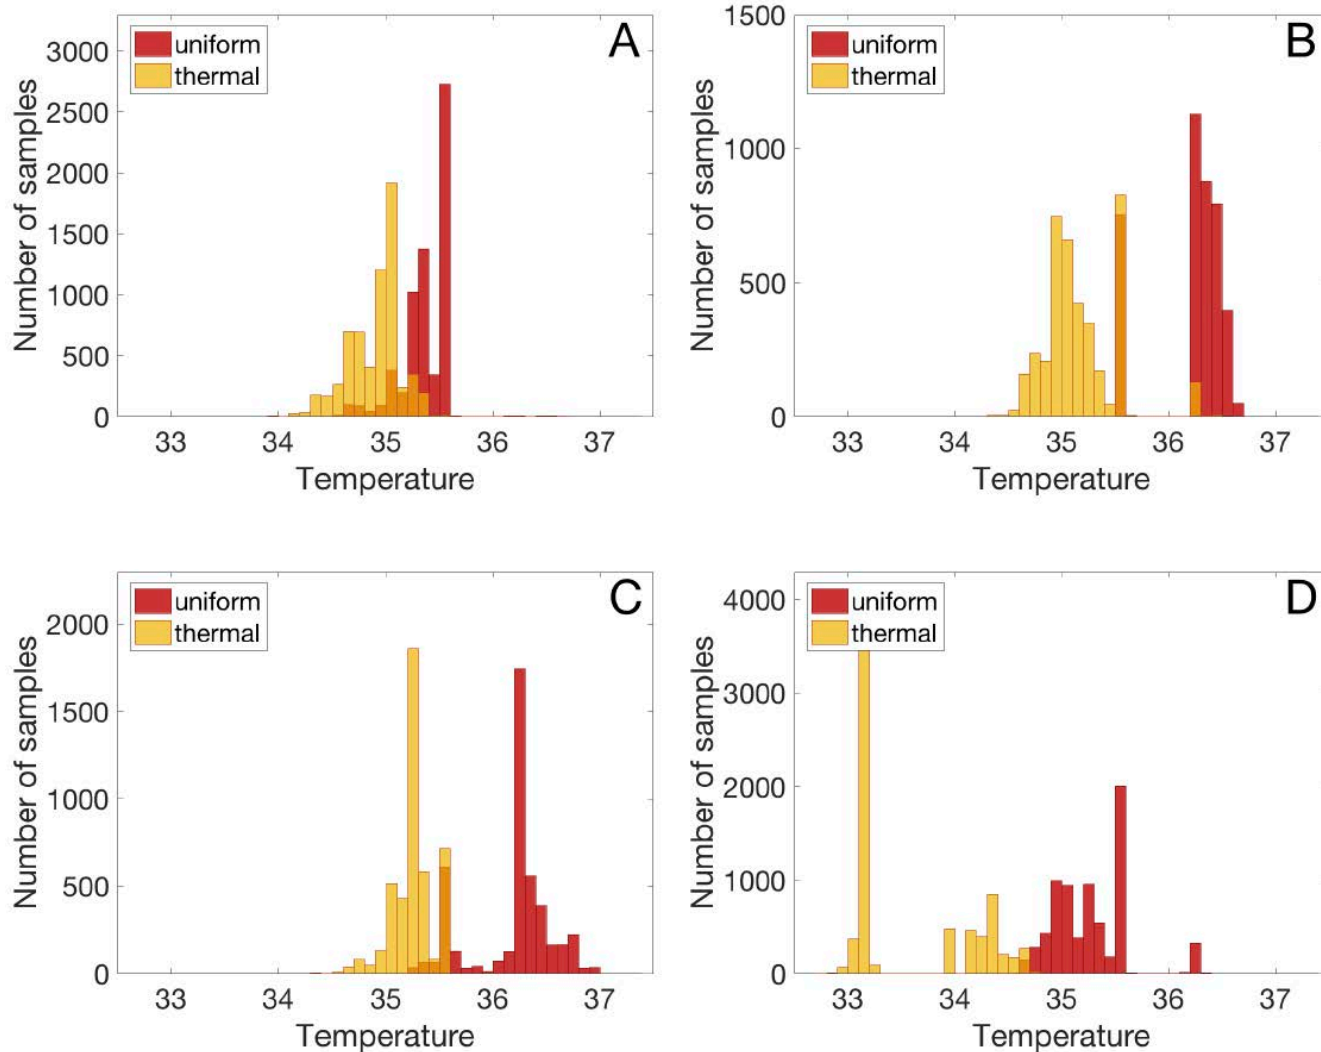 A
uniform
thermal
3000
2500
2000
1500
1000
500
0
33 34 35 36 37
Number of samples
Temperature
B
uniform
thermal
1500
1000
500
0
33 34 35 36 37
Number of samples
Temperature
C
uniform
thermal
2000
1500
1000
500
0
33 34 35 36 37
Number of samples
Temperature
D
uniform
thermal
4000
3000
2000
1000
0
33 34 35 36 37
Number of samples
Temperature